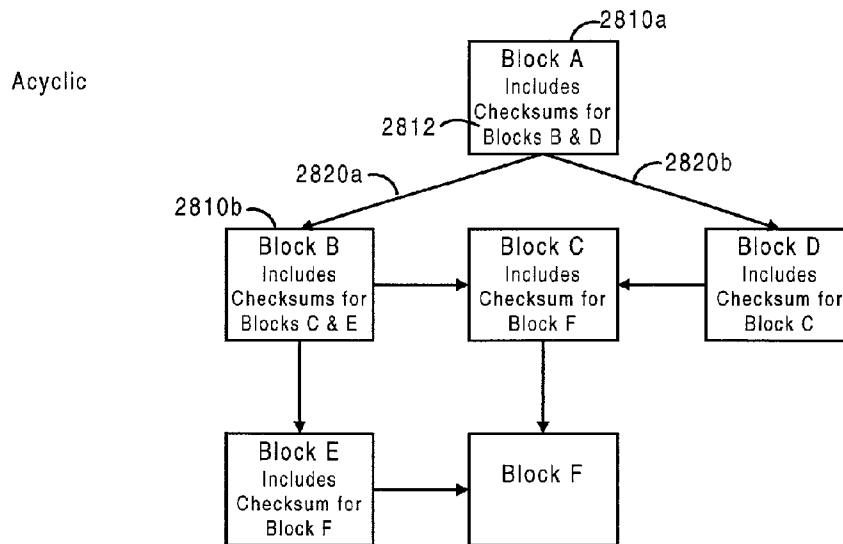 2810a
Acyclic
Block A
Includes
Checksums for
Blocks B & D
2812
2820a
2820b
2810b
Block B
Includes
Checksums for
Blocks C & E
Block C
Includes
Checksum for
Block F
Block D
Includes
Checksum for
Block C
Block E
Includes
Checksum for
Block F
Block F